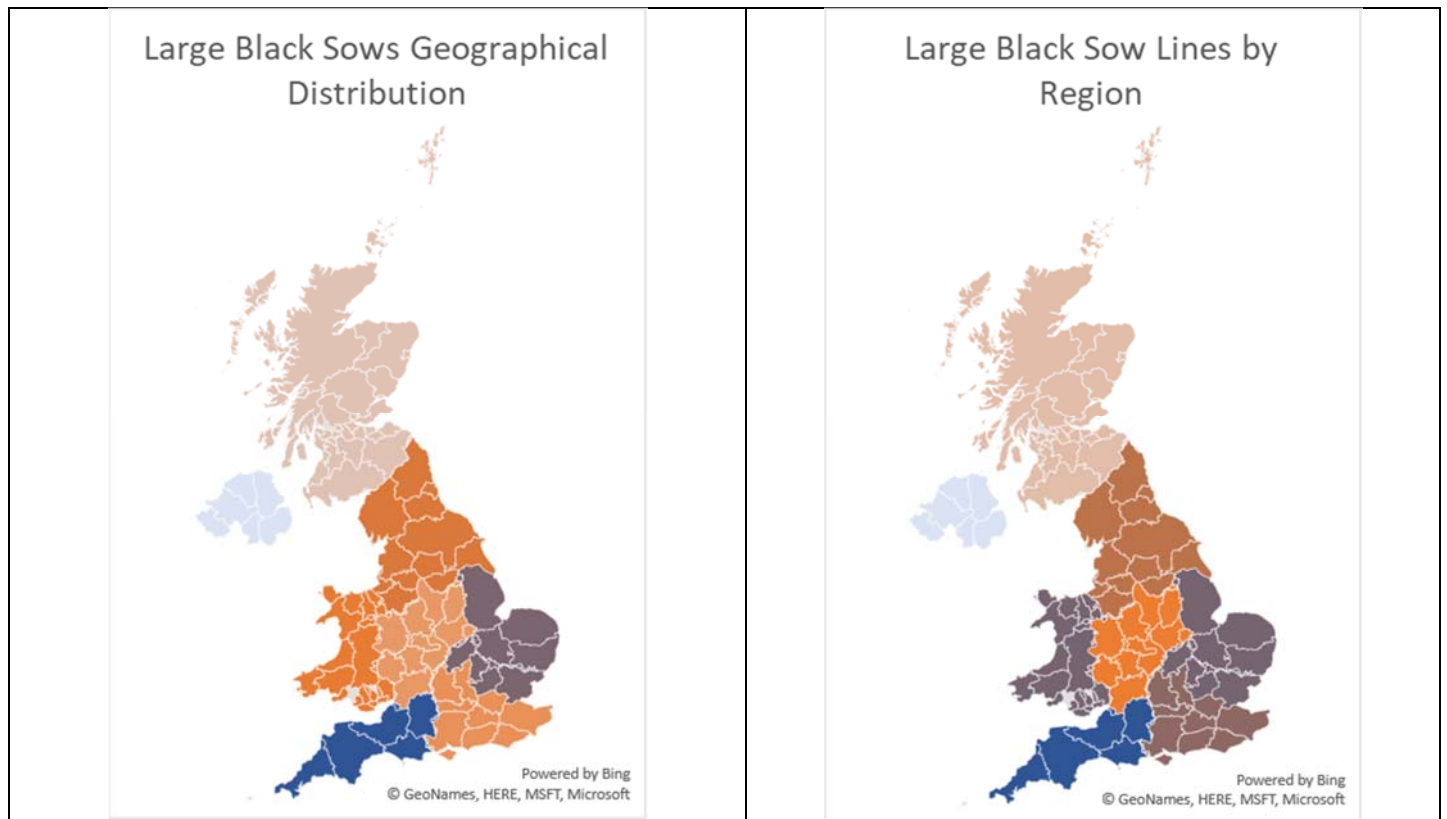 Large Black Sows Geographical
Distribution
Powered by Bing
© GeoNames, HERE, MSFT, Microsoft
Large Black Sow Lines by
Region
Powered by Bing
© GeoNames, HERE, MSFT, Microsoft